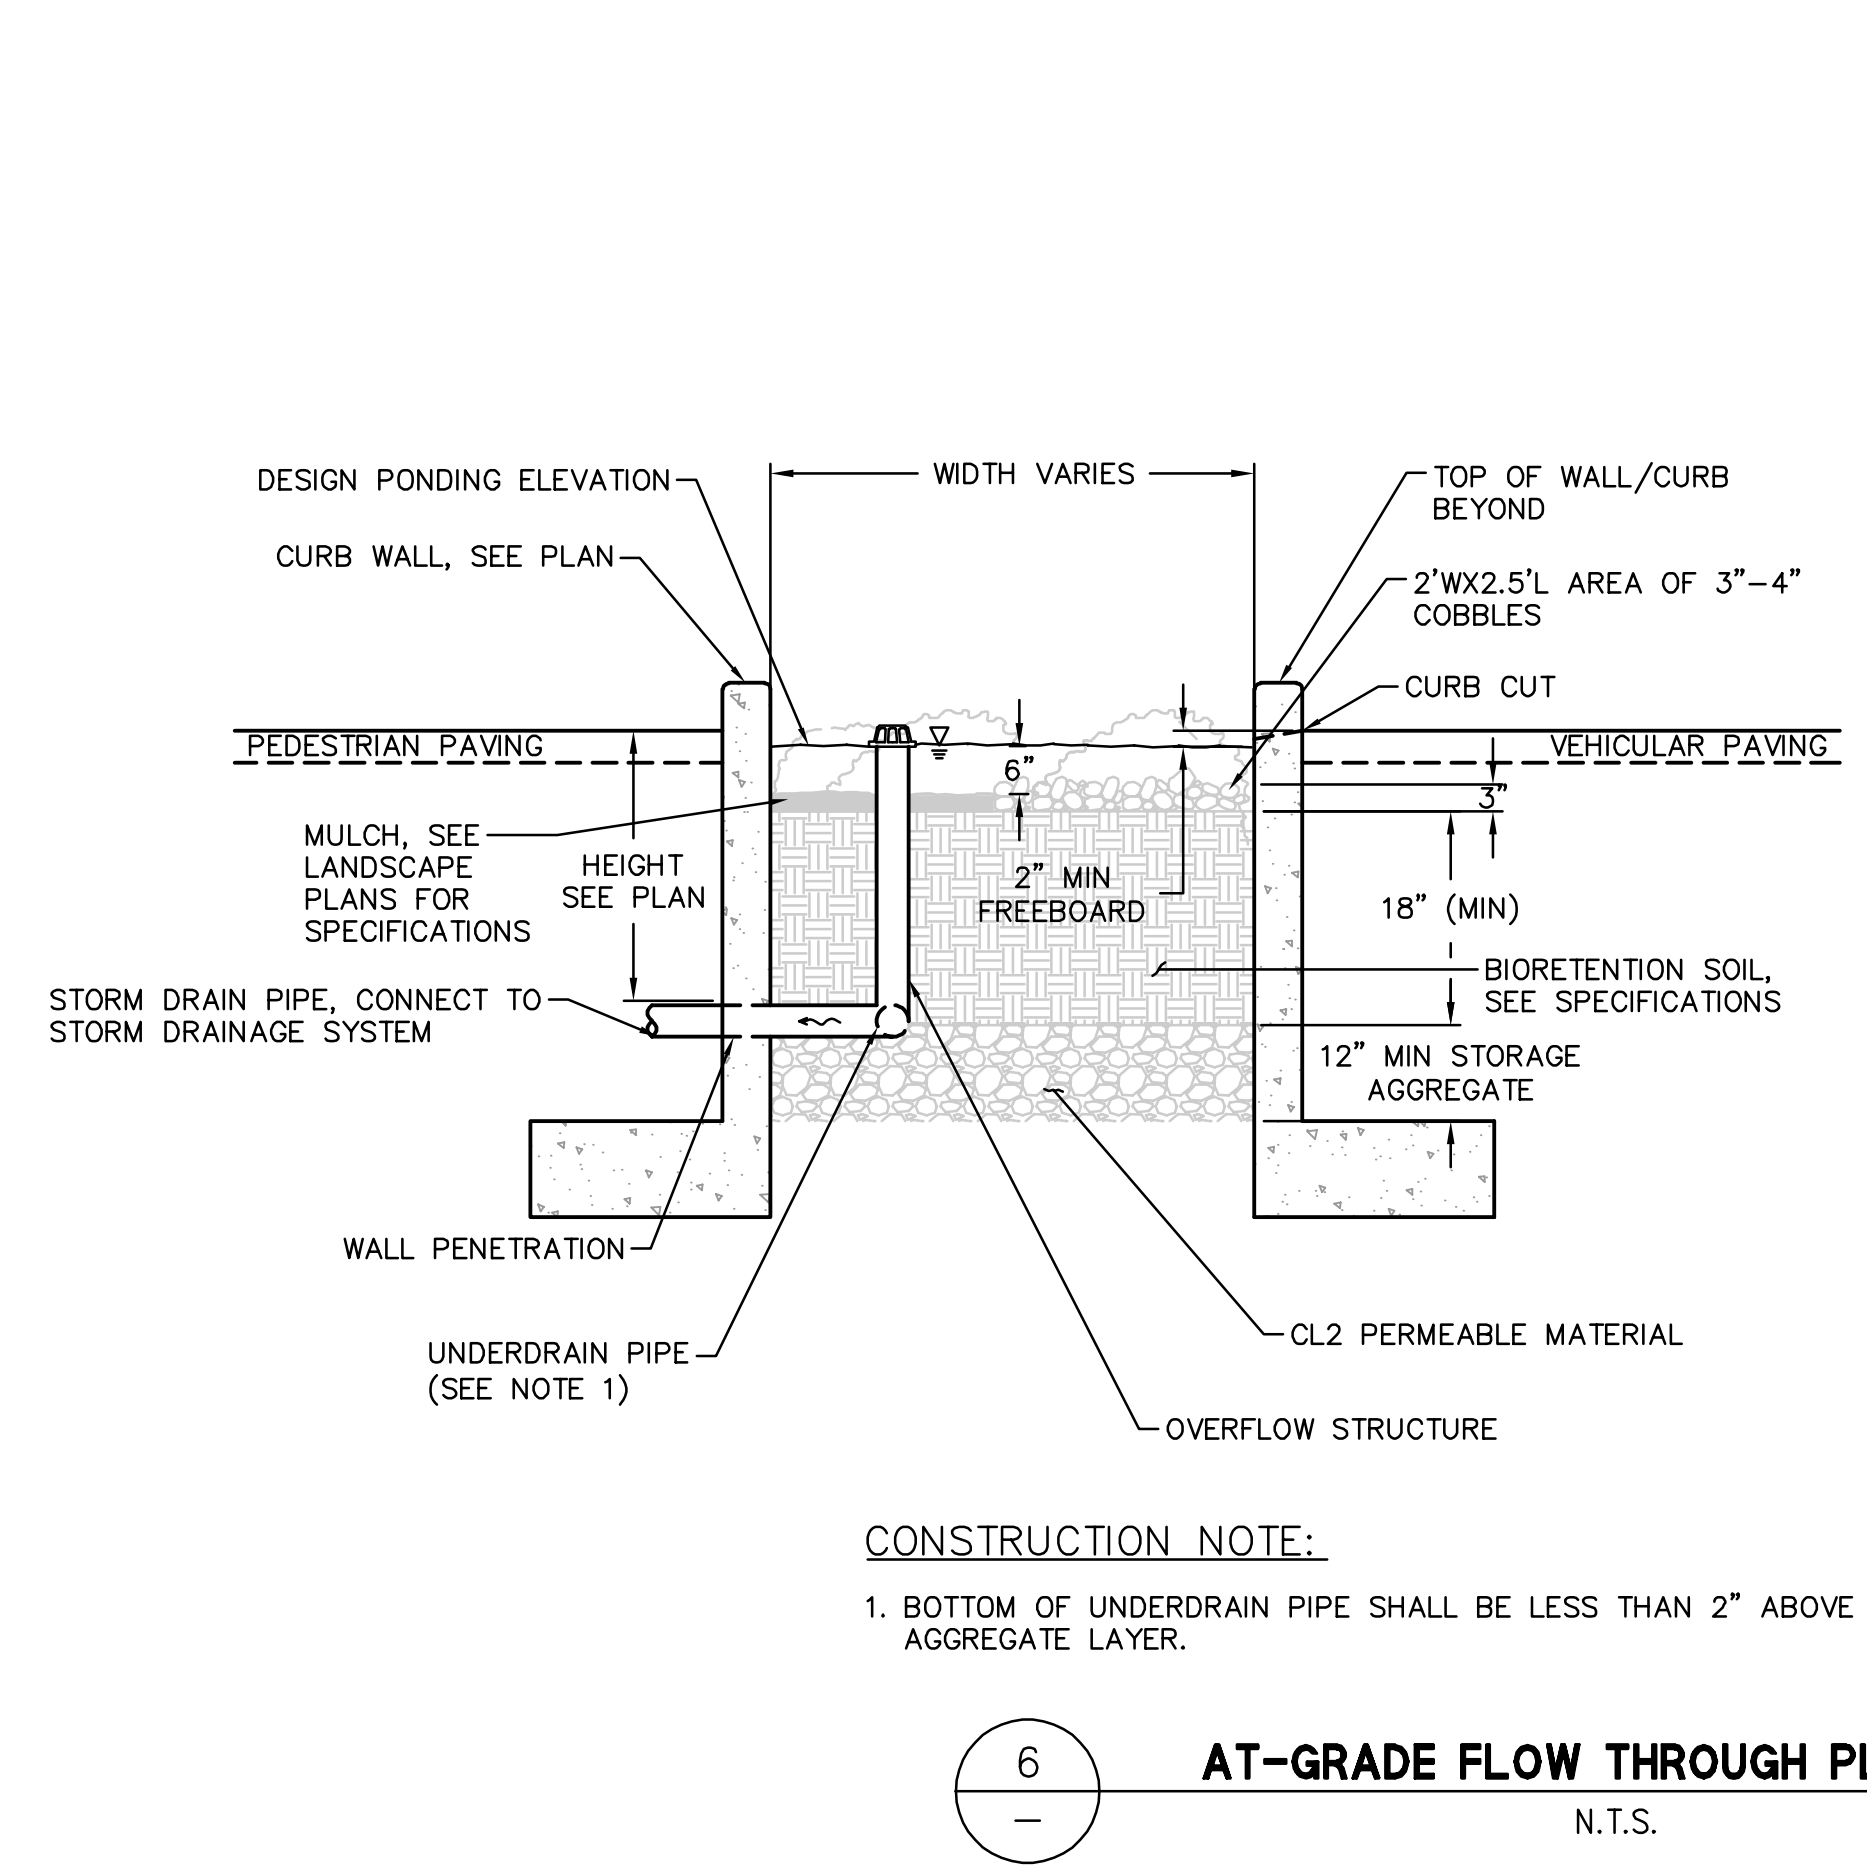 DESIGN PONDING ELEVATION
WIDTH VARIES
TOP OF WALL/CURB
BEYOND
CURB WALL, SEE PLAN
2'WX2.5'L AREA OF 3"-4"
COBBLES
CURB CUT
PEDESTRIAN PAVING
VEHICULAR PAVING
6"
3"
MULCH, SEE
LANDSCAPE
PLANS FOR
SPECIFICATIONS
HEIGHT
SEE PLAN
2" MIN
FREEBOARD
18" (MIN)
BIORETENTION SOIL,
SEE SPECIFICATIONS
STORM DRAIN PIPE, CONNECT TO
STORM DRAINAGE SYSTEM
12" MIN STORAGE
AGGREGATE
WALL PENETRATION
UNDERDRAIN PIPE
(SEE NOTE 1)
CL2 PERMEABLE MATERIAL
OVERFLOW STRUCTURE
CONSTRUCTION NOTE:
1. BOTTOM OF UNDERDRAIN PIPE SHALL BE LESS THAN 2" ABOVE
AGGREGATE LAYER.
6
–
AT-GRADE FLOW THROUGH PL
N.T.S.